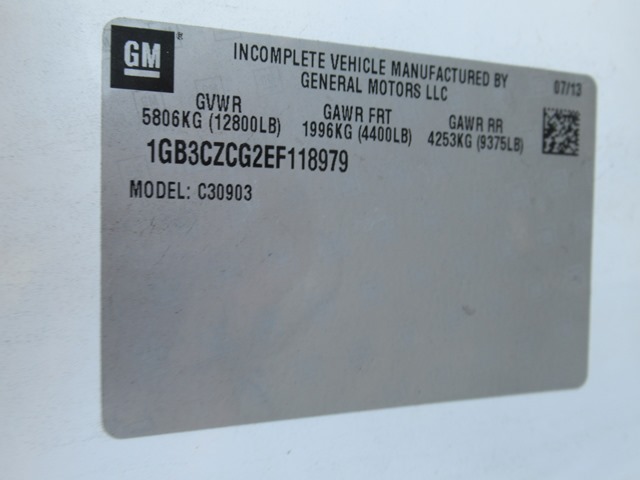 GM
INCOMPLETE VEHICLE MANUFACTURED BY
GENERAL MOTORS LLC
07/13
GVWR
5806KG (12800LB)
GAWR FRT
1996KG (4400LB)
GAWR RR
4253KG (9375LB)
1GB3CZCG2EF118979
MODEL: C30903